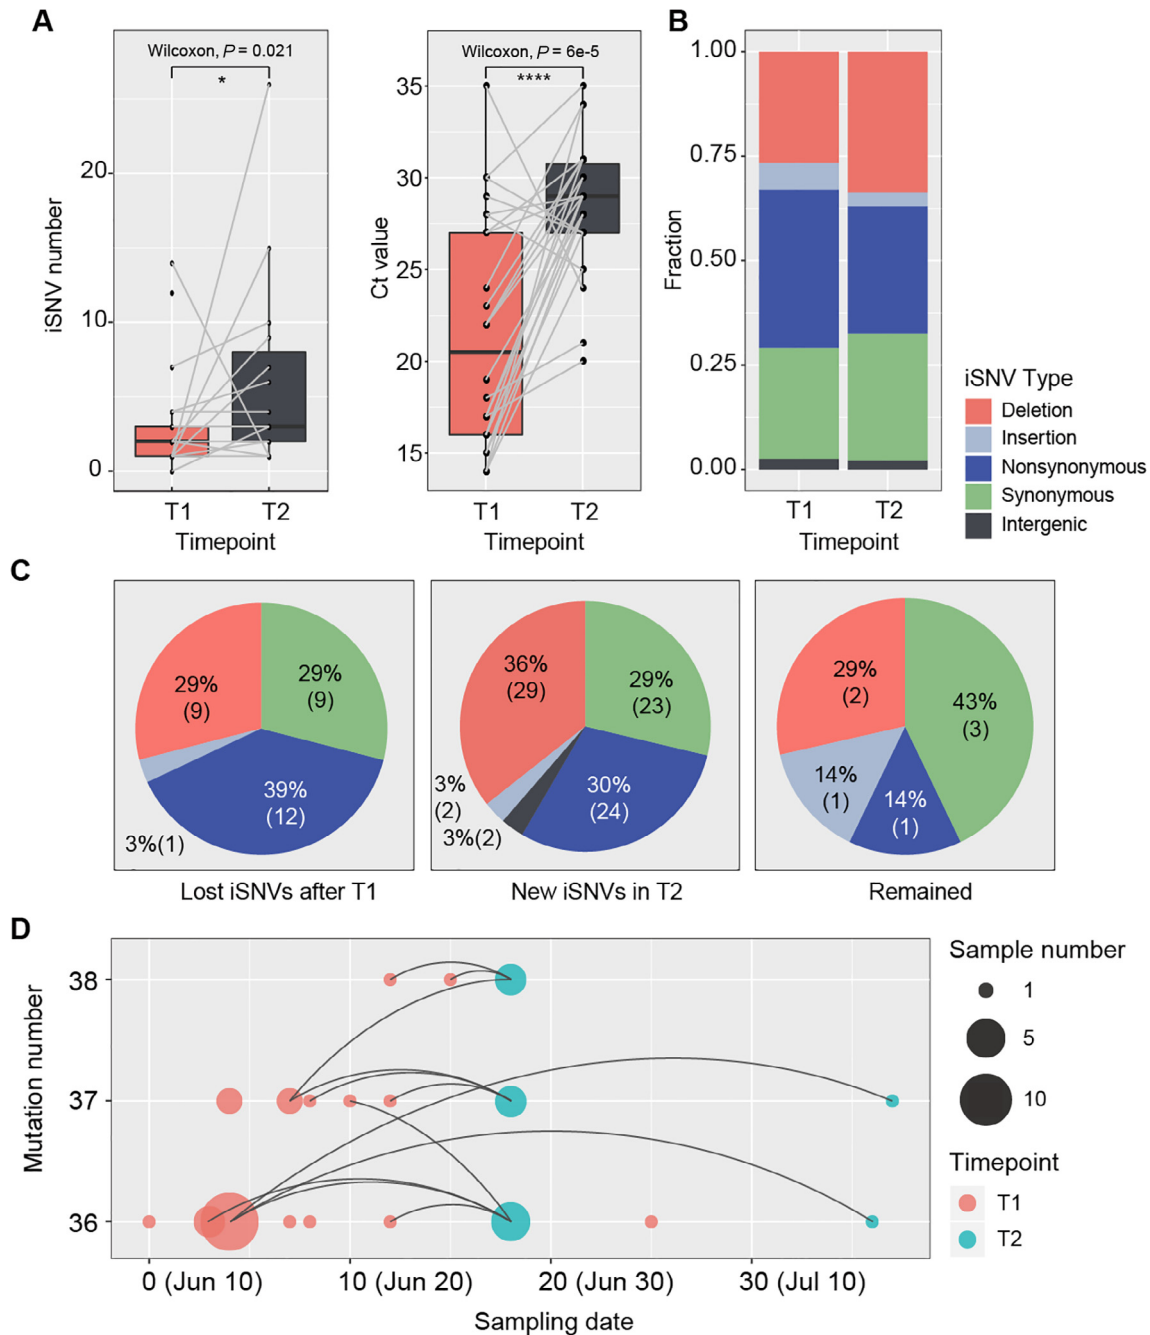 A
Wilcoxon, P = 0.021
*
iSNV number
20
10
0
T1 T2
Timepoint
Wilcoxon, P = 6e-5
****
Ct value
35
30
25
20
15
T1 T2
Timepoint
B
Fraction
1.00
0.75
0.50
0.25
0.00
T1 T2
Timepoint
iSNV Type
Deletion
Insertion
Nonsynonymous
Synonymous
Intergenic
C
29%
(9)
29%
(9)
39%
(12)
3%(1)
Lost iSNVs after T1
36%
(29)
29%
(23)
30%
(24)
3%
(2)
3%(2)
New iSNVs in T2
29%
(2)
43%
(3)
14%
(1)
14%
(1)
Remained
D
Mutation number
38
37
36
0 (Jun 10) 10 (Jun 20) 20 (Jun 30) 30 (Jul 10)
Sampling date
Sample number
1
5
10
Timepoint
T1
T2